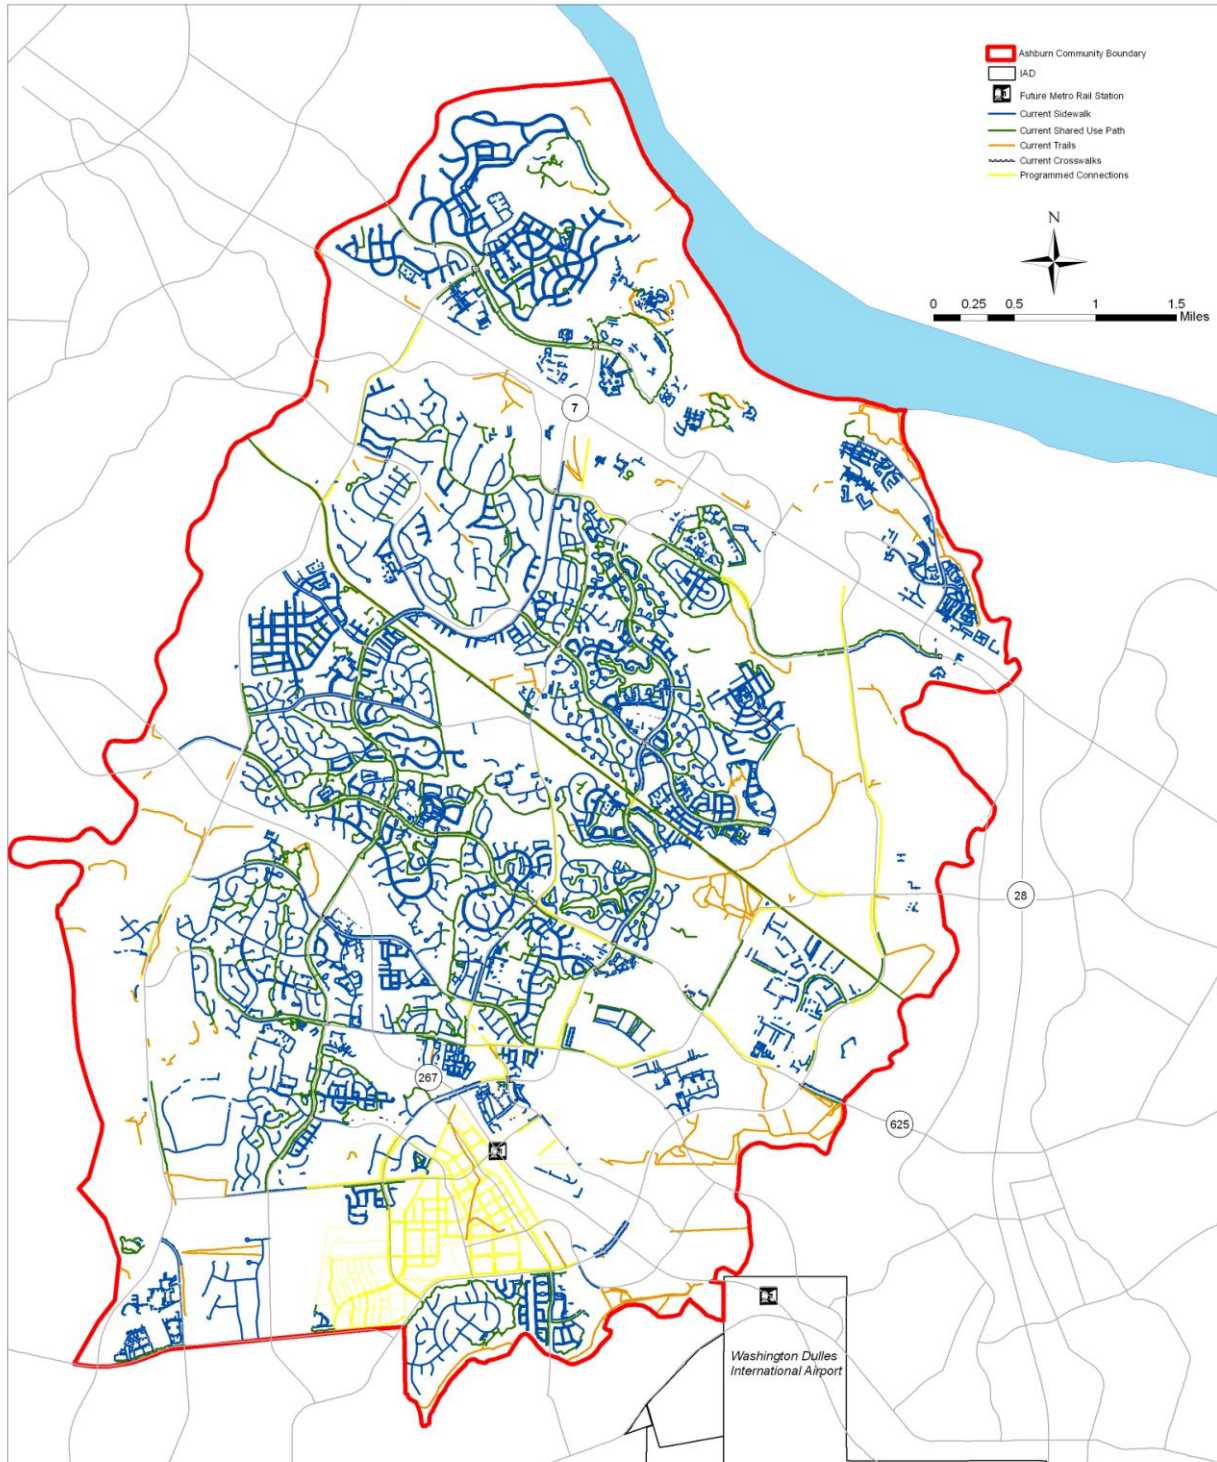 Ashburn Community Boundary
IAD
Future Metro Rail Station
Current Sidewalk
Current Shared Use Path
Current Trails
Current Crosswalks
Programmed Connections
N
0 0.25 0.5 1 1.5
Miles
7
28
267
625
Washington Dulles
International Airport